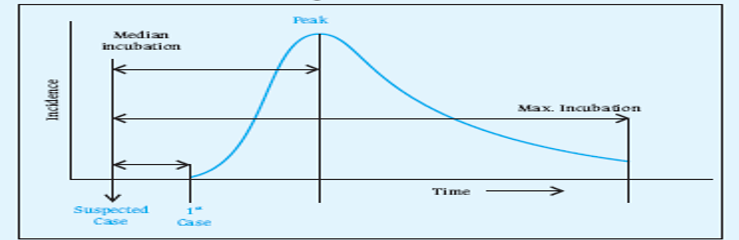 Peak
Median
incubation
Incidence
Max. Incubation
Time
Suspected
Case
1st
Case